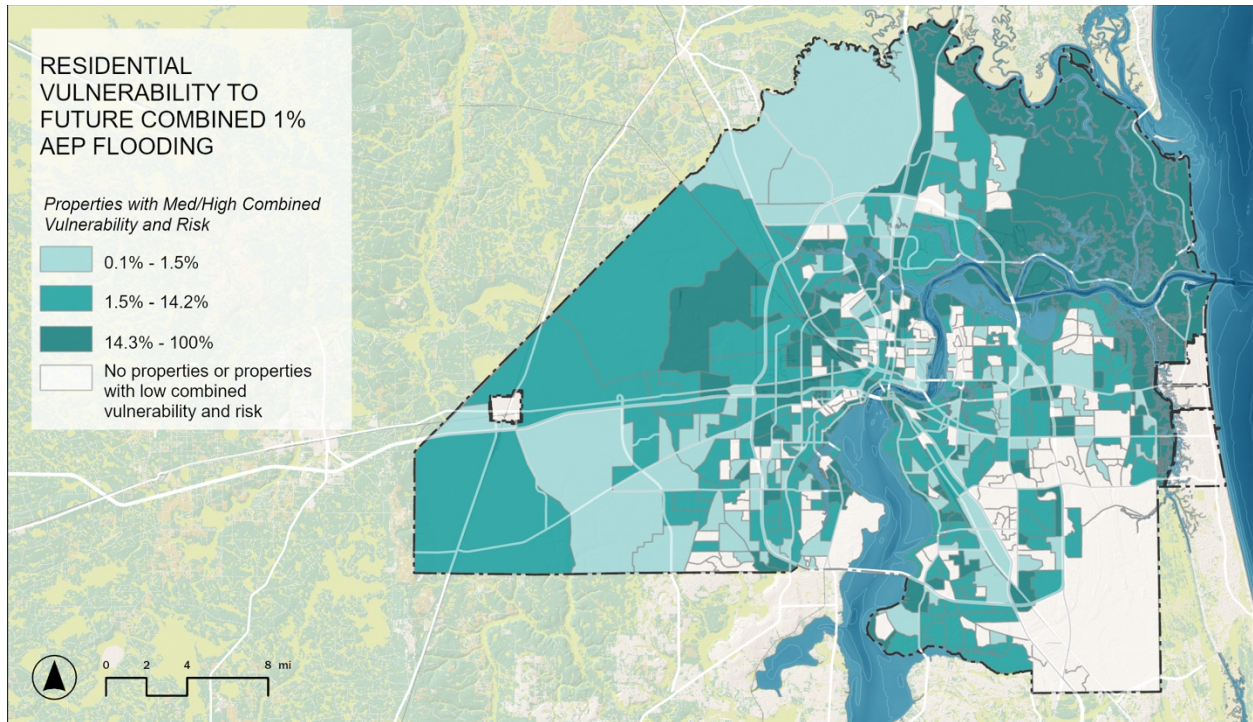 RESIDENTIAL
VULNERABILITY TO
FUTURE COMBINED 1%
AEP FLOODING
Properties with Med/High Combined
Vulnerability and Risk
0.1% - 1.5%
1.5% - 14.2%
14.3% - 100%
No properties or properties
with low combined
vulnerability and risk
0 2 4 8 mi